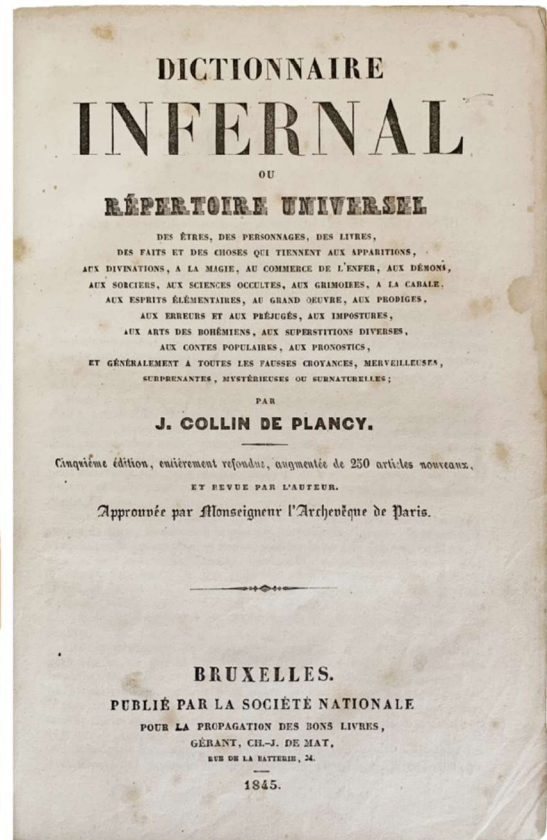 DICTIONNAIRE
INFERNAL
OU
RÉPERTOIRE UNIVERSEL
DES ÊTRES, DES PERSONNAGES, DES LIVRES,
DES FAITS ET DES CHOSES QUI TIENNENT AUX APPARITIONS,
AUX DIVINATIONS, A LA MAGIE, AU COMMERCE DE L'ENFER, AUX DÉMONS,
AUX SORCIERS, AUX SCIENCES OCCULTES, AUX GRIMOIRES, A LA CABALE,
AUX ESPRITS ÉLÉMENTAIRES, AU GRAND OEUVRE, AUX PRODIGES,
AUX ERREURS ET AUX PRÉJUGÉS, AUX IMPOSTURES,
AUX ARTS DES BOHÉMIENS, AUX SUPERSTITIONS DIVERSES,
AUX CONTES POPULAIRES, AUX PRONOSTICS,
ET GÉNÉRALEMENT A TOUTES LES FAUSSES CROYANCES, MERVEILLEUSES,
SURPRENANTES, MYSTÉRIEUSES OU SURNATURELLES;
PAR
J. COLLIN DE PLANCY.
Cinquième édition, entièrement refondue, augmentée de 250 articles nouveaux,
ET REVUE PAR L'AUTEUR.
Approuvée par Monseigneur l'Archevêque de Paris.
BRUXELLES.
PUBLIÉ PAR LA SOCIÉTÉ NATIONALE
POUR LA PROPAGATION DES BONS LIVRES,
GÉRANT, CH.-J. DE MAT,
RUE DE LA BATTERIE, 24.
1845.